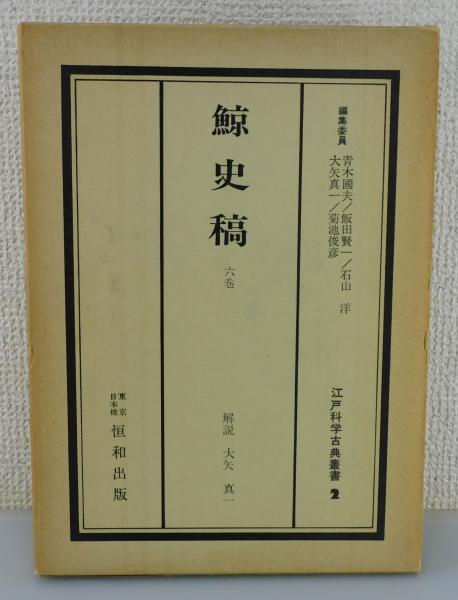 編集委員
青木國夫／飯田賢一／石山　洋
大矢真一／菊池俊彦
江戸科学古典叢書2
鯨史稿
六巻
解説　大矢　真一
東京
日本橋
恒和出版